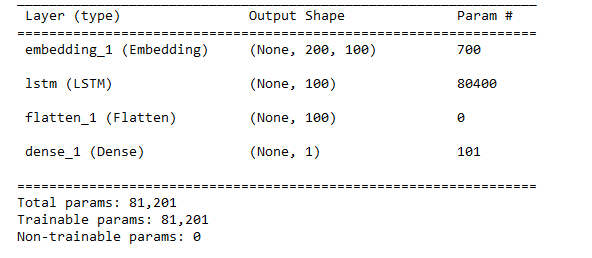 Layer (type) Output Shape Param #
=================================================================
embedding_1 (Embedding) (None, 200, 100) 700
lstm (LSTM) (None, 100) 80400
flatten_1 (Flatten) (None, 100) 0
dense_1 (Dense) (None, 1) 101
=================================================================
Total params: 81,201
Trainable params: 81,201
Non-trainable params: 0